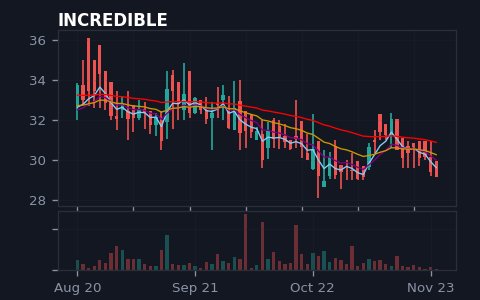 INCREDIBLE
36
34
32
30
28
Aug 20
Sep 21
Oct 22
Nov 23